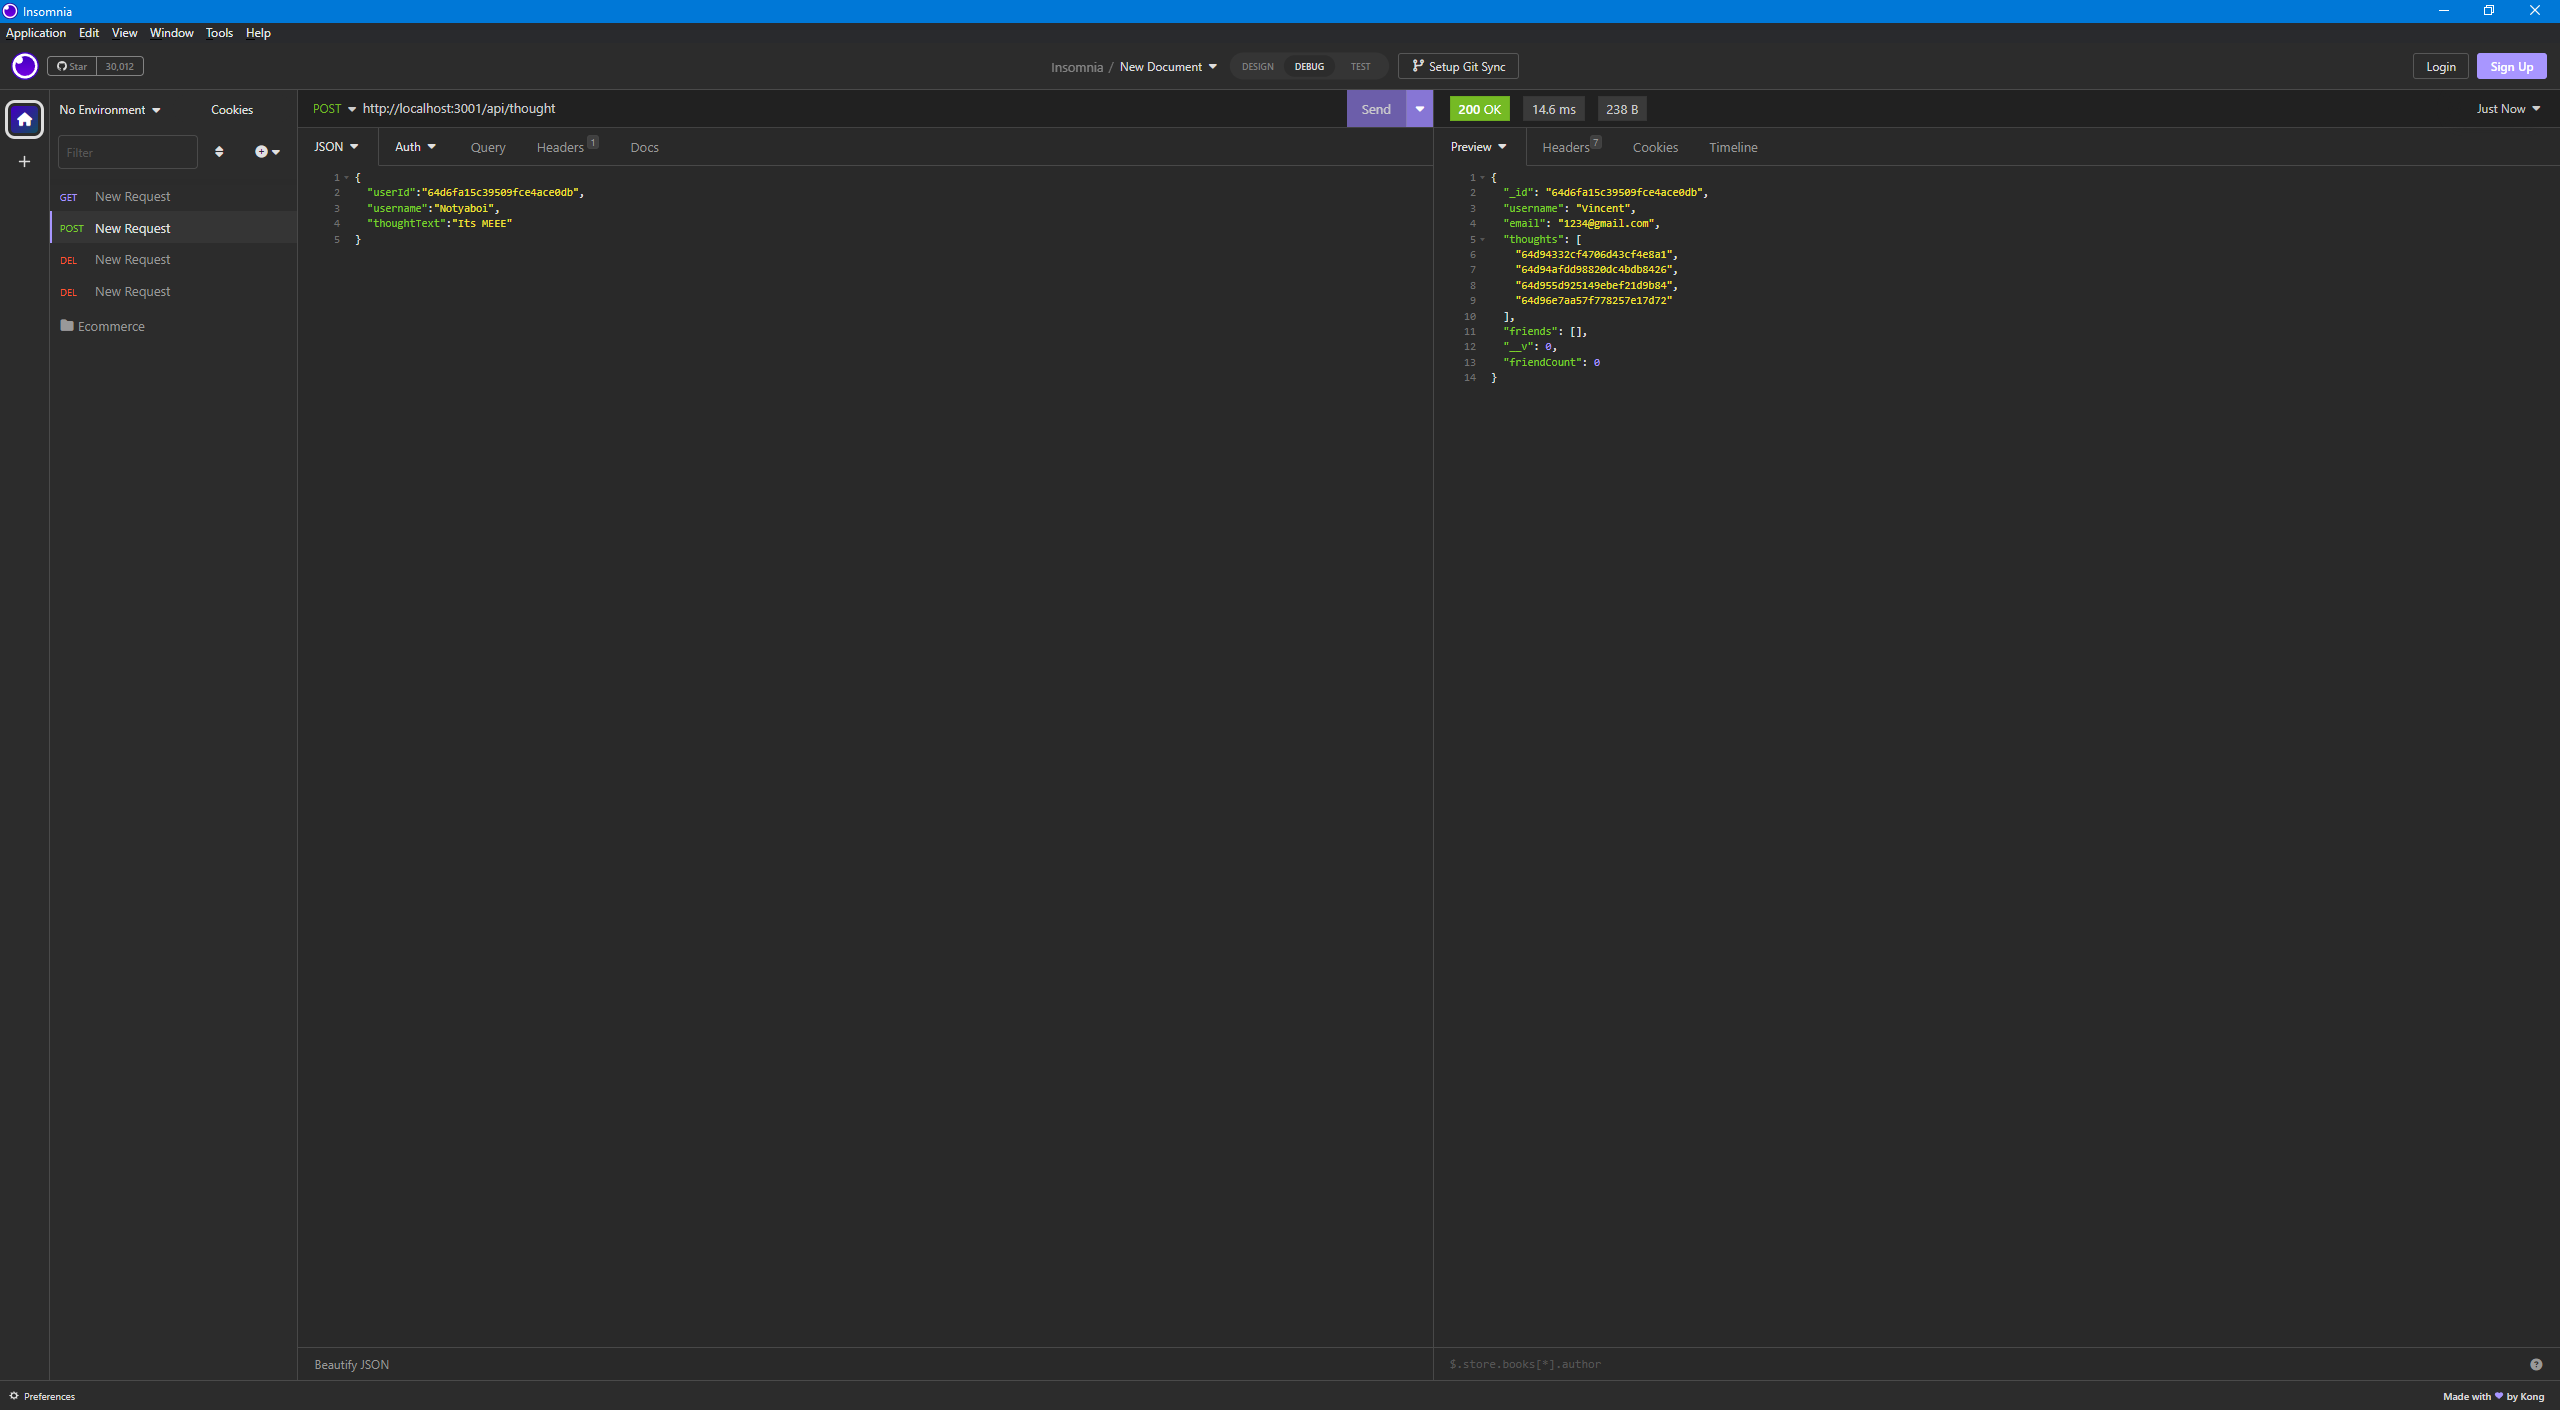 Insomnia
Application Edit View Window Tools Help
Star 30,012
Insomnia / New Document
DESIGN DEBUG TEST
Setup Git Sync
Login
Sign Up
No Environment
Cookies
Filter
GET New Request
POST New Request
DEL New Request
DEL New Request
Ecommerce
POST http://localhost:3001/api/thought
Send
JSON Auth Query Headers 1 Docs
1 {
2 "userId":"64d6fa15c39509fce4ace0db",
3 "username":"Notyaboi",
4 "thoughtText":"Its MEEE"
5 }
Beautify JSON
200 OK 14.6 ms 238 B
Just Now
Preview Headers 7 Cookies Timeline
1 {
2 "_id": "64d6fa15c39509fce4ace0db",
3 "username": "Vincent",
4 "email": "1234@gmail.com",
5 "thoughts": [
6 "64d94332cf4706d43cf4e8a1",
7 "64d94afdd98820dc4bdb8426",
8 "64d955d925149ebef21d9b84",
9 "64d96e7aa57f778257e17d72"
10 ],
11 "friends": [],
12 "__v": 0,
13 "friendCount": 0
14 }
$.store.books[*].author
Preferences
Made with ♥ by Kong